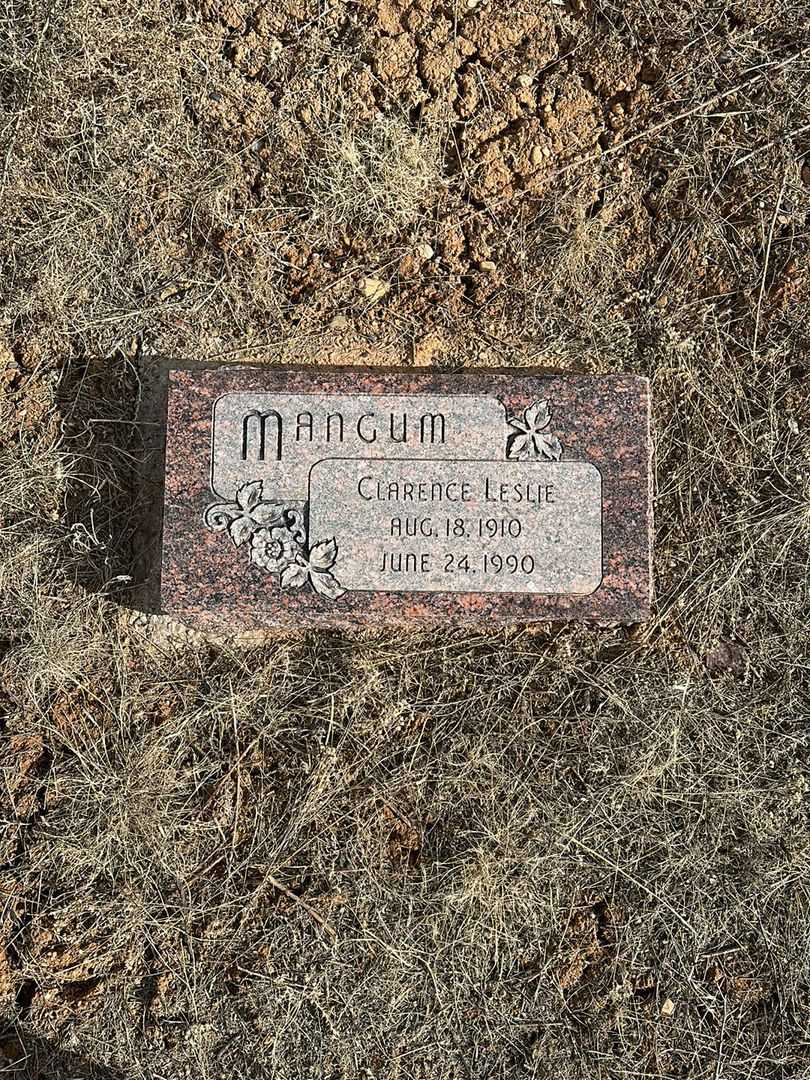 MANGUM
CLARENCE LESLIE
AUG. 18, 1910
JUNE 24, 1990